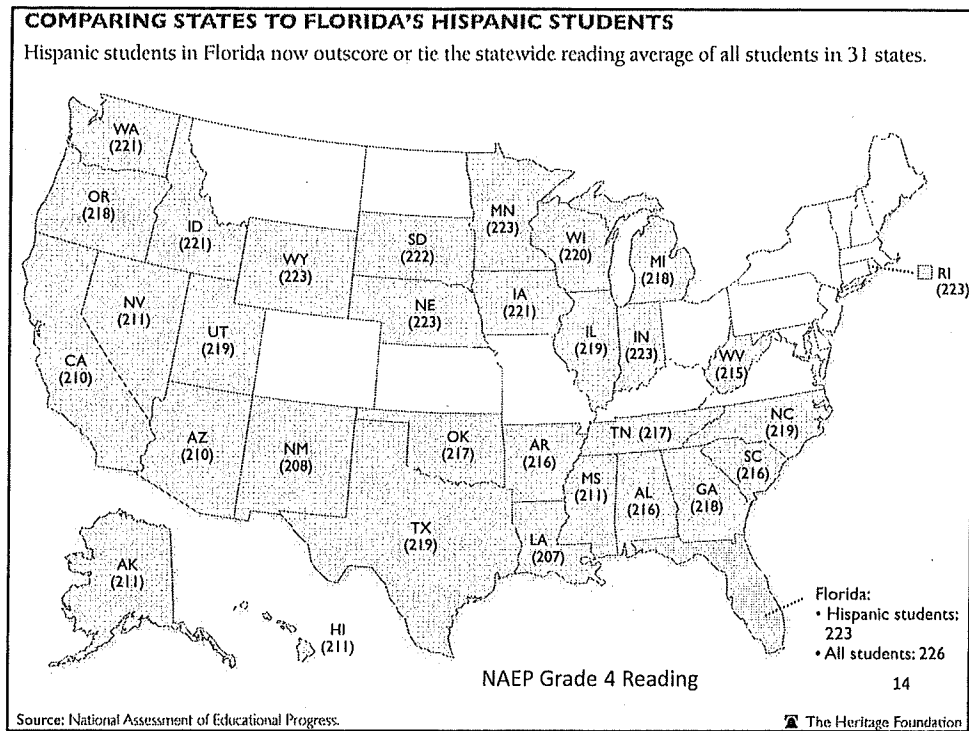 COMPARING STATES TO FLORIDA'S HISPANIC STUDENTS
Hispanic students in Florida now outscore or tie the statewide reading average of all students in 31 states.
WA
(221)
OR
(218)
ID
(221)
WY
(223)
SD
(222)
NE
(223)
MN
(223)
WI
(220)
MI
(218)
IA
(221)
IL
(219)
IN
(223)
WV
(215)
RI
(223)
NV
(211)
UT
(219)
CA
(210)
AZ
(210)
NM
(208)
OK
(217)
AR
(216)
TN (217)
NC
(219)
SC
(216)
MS
(211)
AL
(216)
GA
(218)
TX
(219)
LA
(207)
AK
(211)
HI
(211)
Florida:
• Hispanic students:
223
• All students: 226
NAEP Grade 4 Reading
14
Source: National Assessment of Educational Progress.
The Heritage Foundation